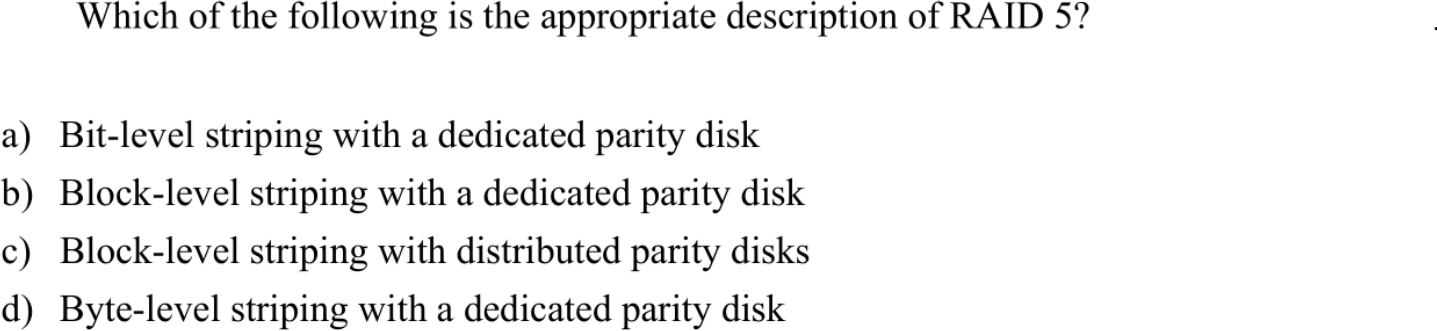 Which of the following is the appropriate description of RAID 5?
a) Bit-level striping with a dedicated parity disk
b) Block-level striping with a dedicated parity disk
c) Block-level striping with distributed parity disks
d) Byte-level striping with a dedicated parity disk